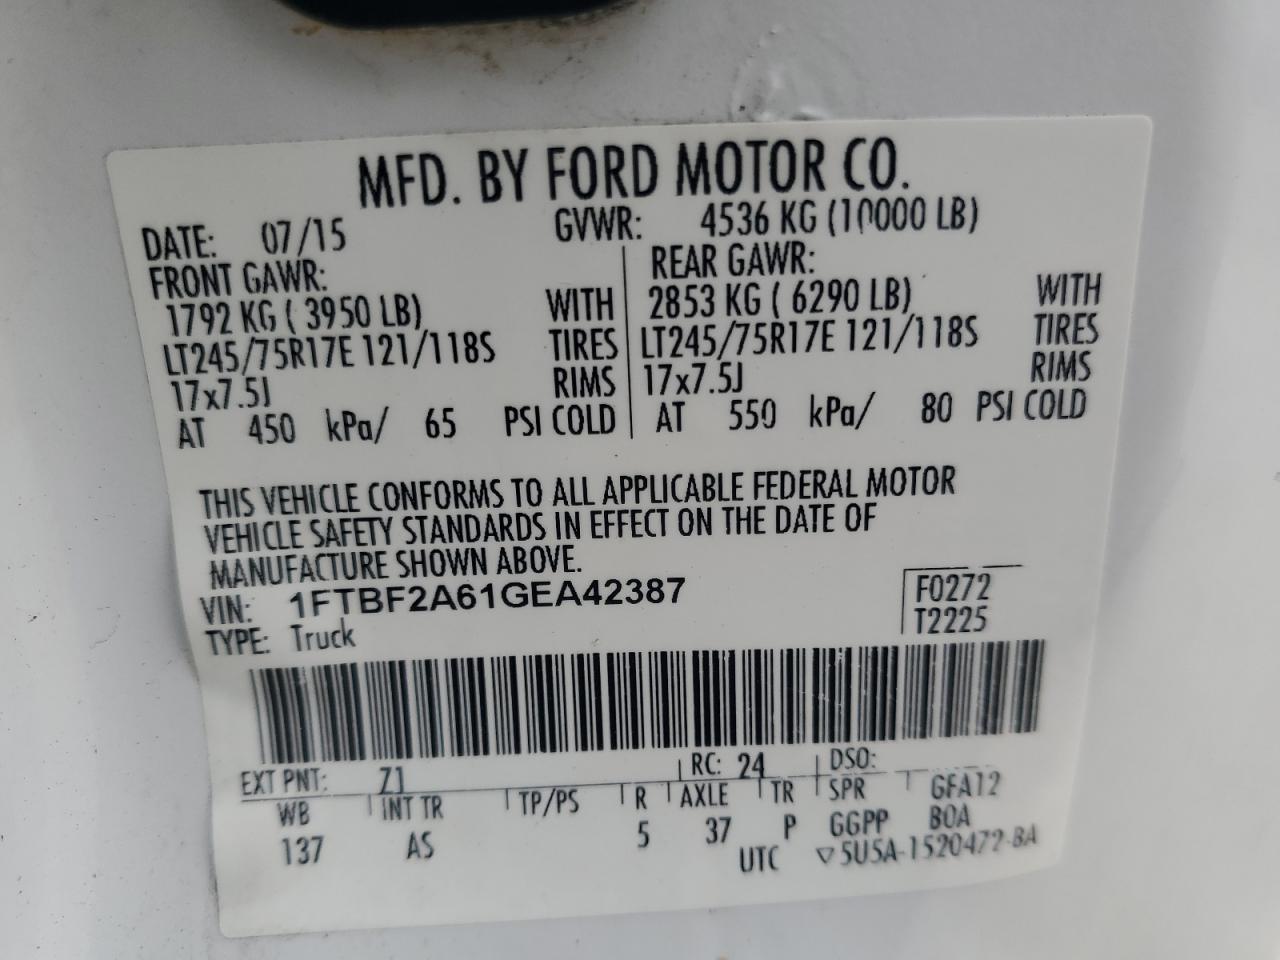 MFD. BY FORD MOTOR CO.
DATE: 07/15 GVWR: 4536 KG (10000 LB)
FRONT GAWR: REAR GAWR:
1792 KG ( 3950 LB) WITH 2853 KG ( 6290 LB) WITH
LT245/75R17E 121/118S TIRES LT245/75R17E 121/118S TIRES
17x7.5J RIMS 17x7.5J RIMS
AT 450 kPa/ 65 PSI COLD AT 550 kPa/ 80 PSI COLD
THIS VEHICLE CONFORMS TO ALL APPLICABLE FEDERAL MOTOR
VEHICLE SAFETY STANDARDS IN EFFECT ON THE DATE OF
MANUFACTURE SHOWN ABOVE.
VIN: 1FTBF2A61GEA42387 F0272
TYPE: Truck T2225
EXT PNT: Z1 RC: 24 DSO:
WB INT TR TP/PS R AXLE TR SPR GFA12
137 AS 5 37 P GGPP BOA
UTC ▽5U5A-1520472-BA